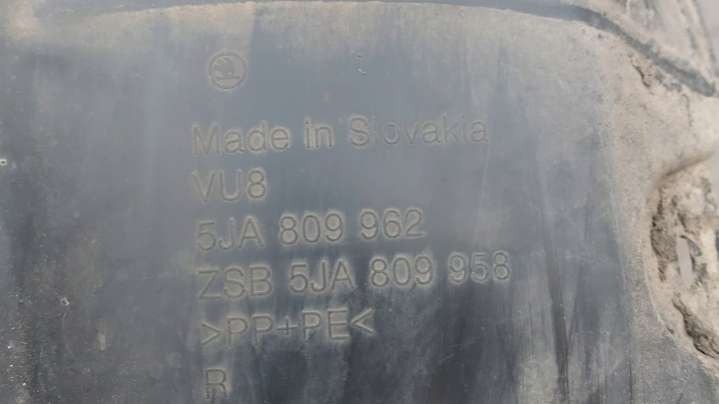 Made in Slovakia
VU8
5JA 809 962
ZSB 5JA 809 958
>PP+PE<
R